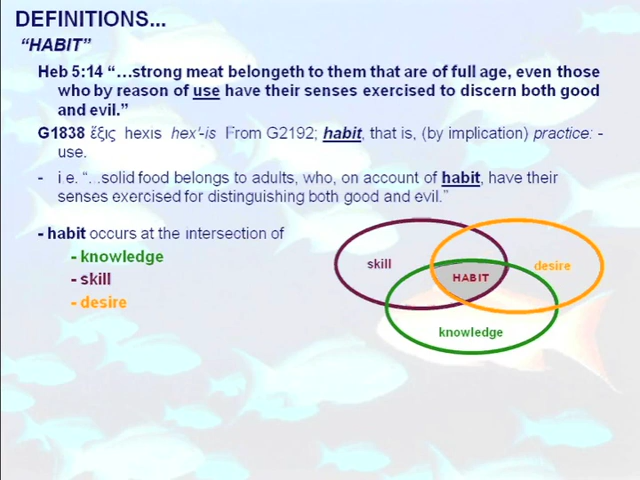 DEFINITIONS...
“HABIT”
Heb 5:14 “…strong meat belongeth to them that are of full age, even those
who by reason of use have their senses exercised to discern both good
and evil.”
G1838 ἕξις hexis hex'-is From G2192; habit, that is, (by implication) practice: -
use.
- i.e. “...solid food belongs to adults, who, on account of habit, have their
senses exercised for distinguishing both good and evil.”
- habit occurs at the intersection of
- knowledge
- skill
- desire
skill
desire
HABIT
knowledge